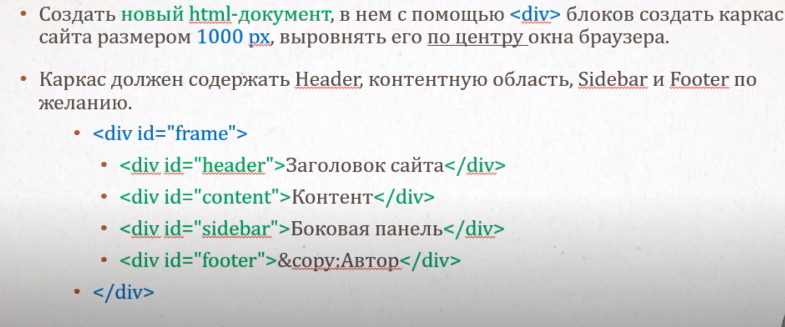 • Создать новый html-документ, в нем с помощью <div> блоков создать каркас
сайта размером 1000 px, выровнять его по центру окна браузера.
• Каркас должен содержать Header, контентную область, Sidebar и Footer по
желанию.
• <div id="frame">
• <div id="header">Заголовок сайта</div>
• <div id="content">Контент</div>
• <div id="sidebar">Боковая панель</div>
• <div id="footer">&copy;Автор</div>
• </div>